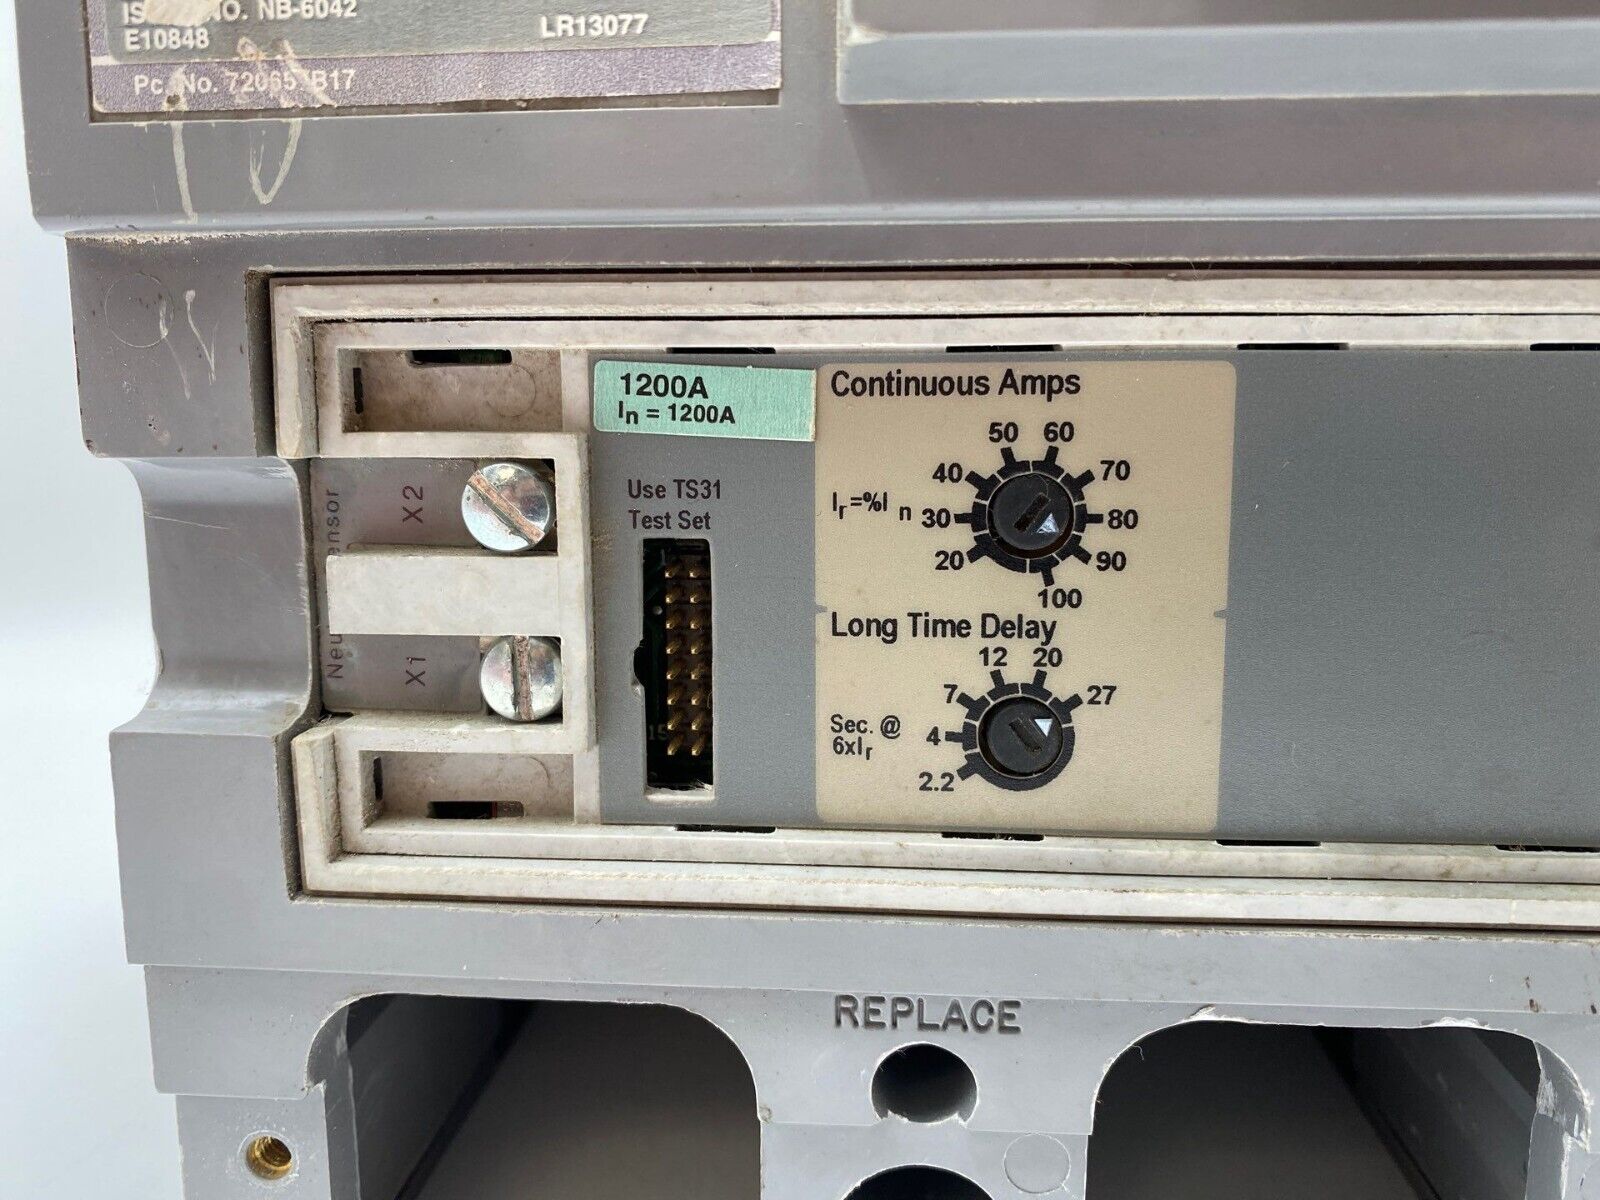 NO. NB-6042
E10848
LR13077
Pc. No.
1200A
In = 1200A
Continuous Amps
50 60
40 70
Ir=%In 30 80
20 90
100
Use TS31
Test Set
X2
X1
15
Long Time Delay
12 20
7 27
Sec. @
6xIr
4
2.2
REPLACE